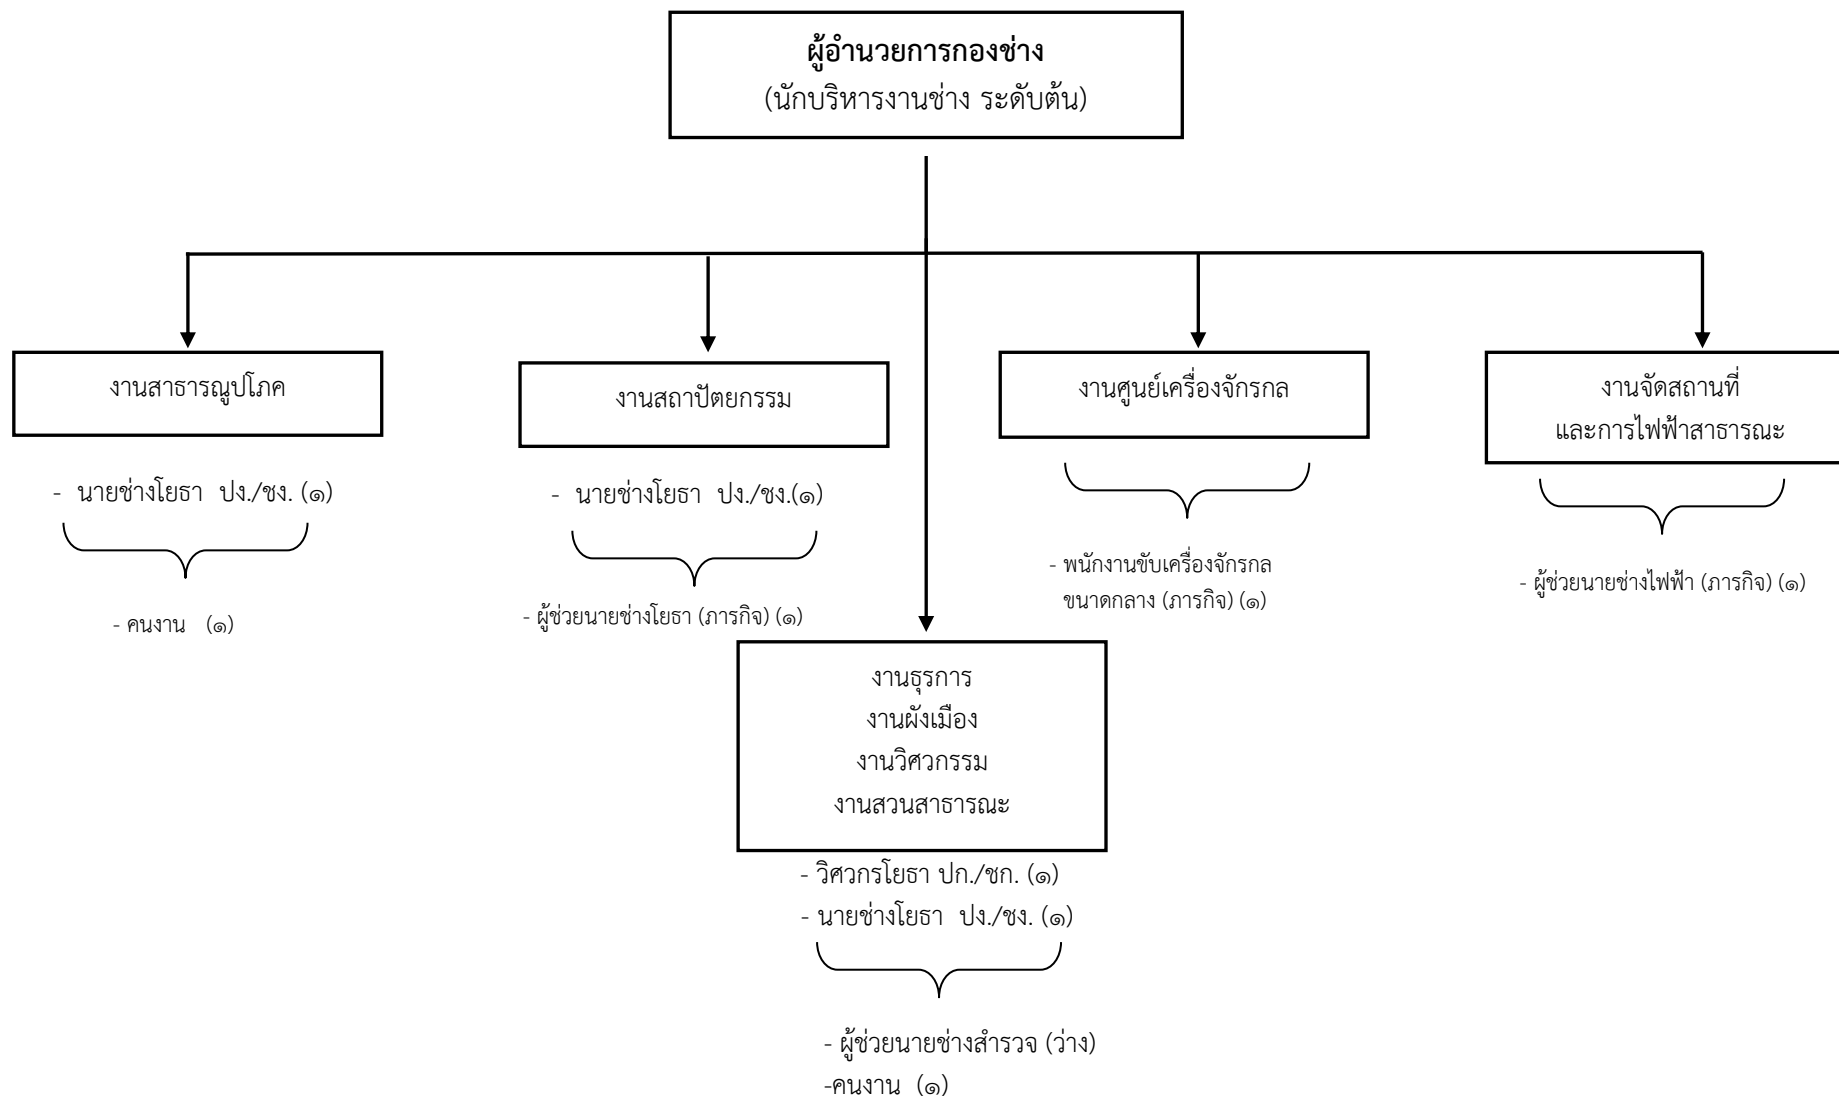 ผู้อำนวยการกองช่าง
(นักบริหารงานช่าง ระดับต้น)
งานสาธารณูปโภค
- นายช่างโยธา ปง./ชง. (๑)
- คนงาน (๑)
งานสถาปัตยกรรม
- นายช่างโยธา ปง./ชง.(๑)
- ผู้ช่วยนายช่างโยธา (ภารกิจ) (๑)
งานศูนย์เครื่องจักรกล
- พนักงานขับเครื่องจักรกล
ขนาดกลาง (ภารกิจ) (๑)
งานจัดสถานที่
และการไฟฟ้าสาธารณะ
- ผู้ช่วยนายช่างไฟฟ้า (ภารกิจ) (๑)
งานธุรการ
งานผังเมือง
งานวิศวกรรม
งานสวนสาธารณะ
- วิศวกรโยธา ปก./ชก. (๑)
- นายช่างโยธา ปง./ชง. (๑)
- ผู้ช่วยนายช่างสำรวจ (ว่าง)
-คนงาน (๑)